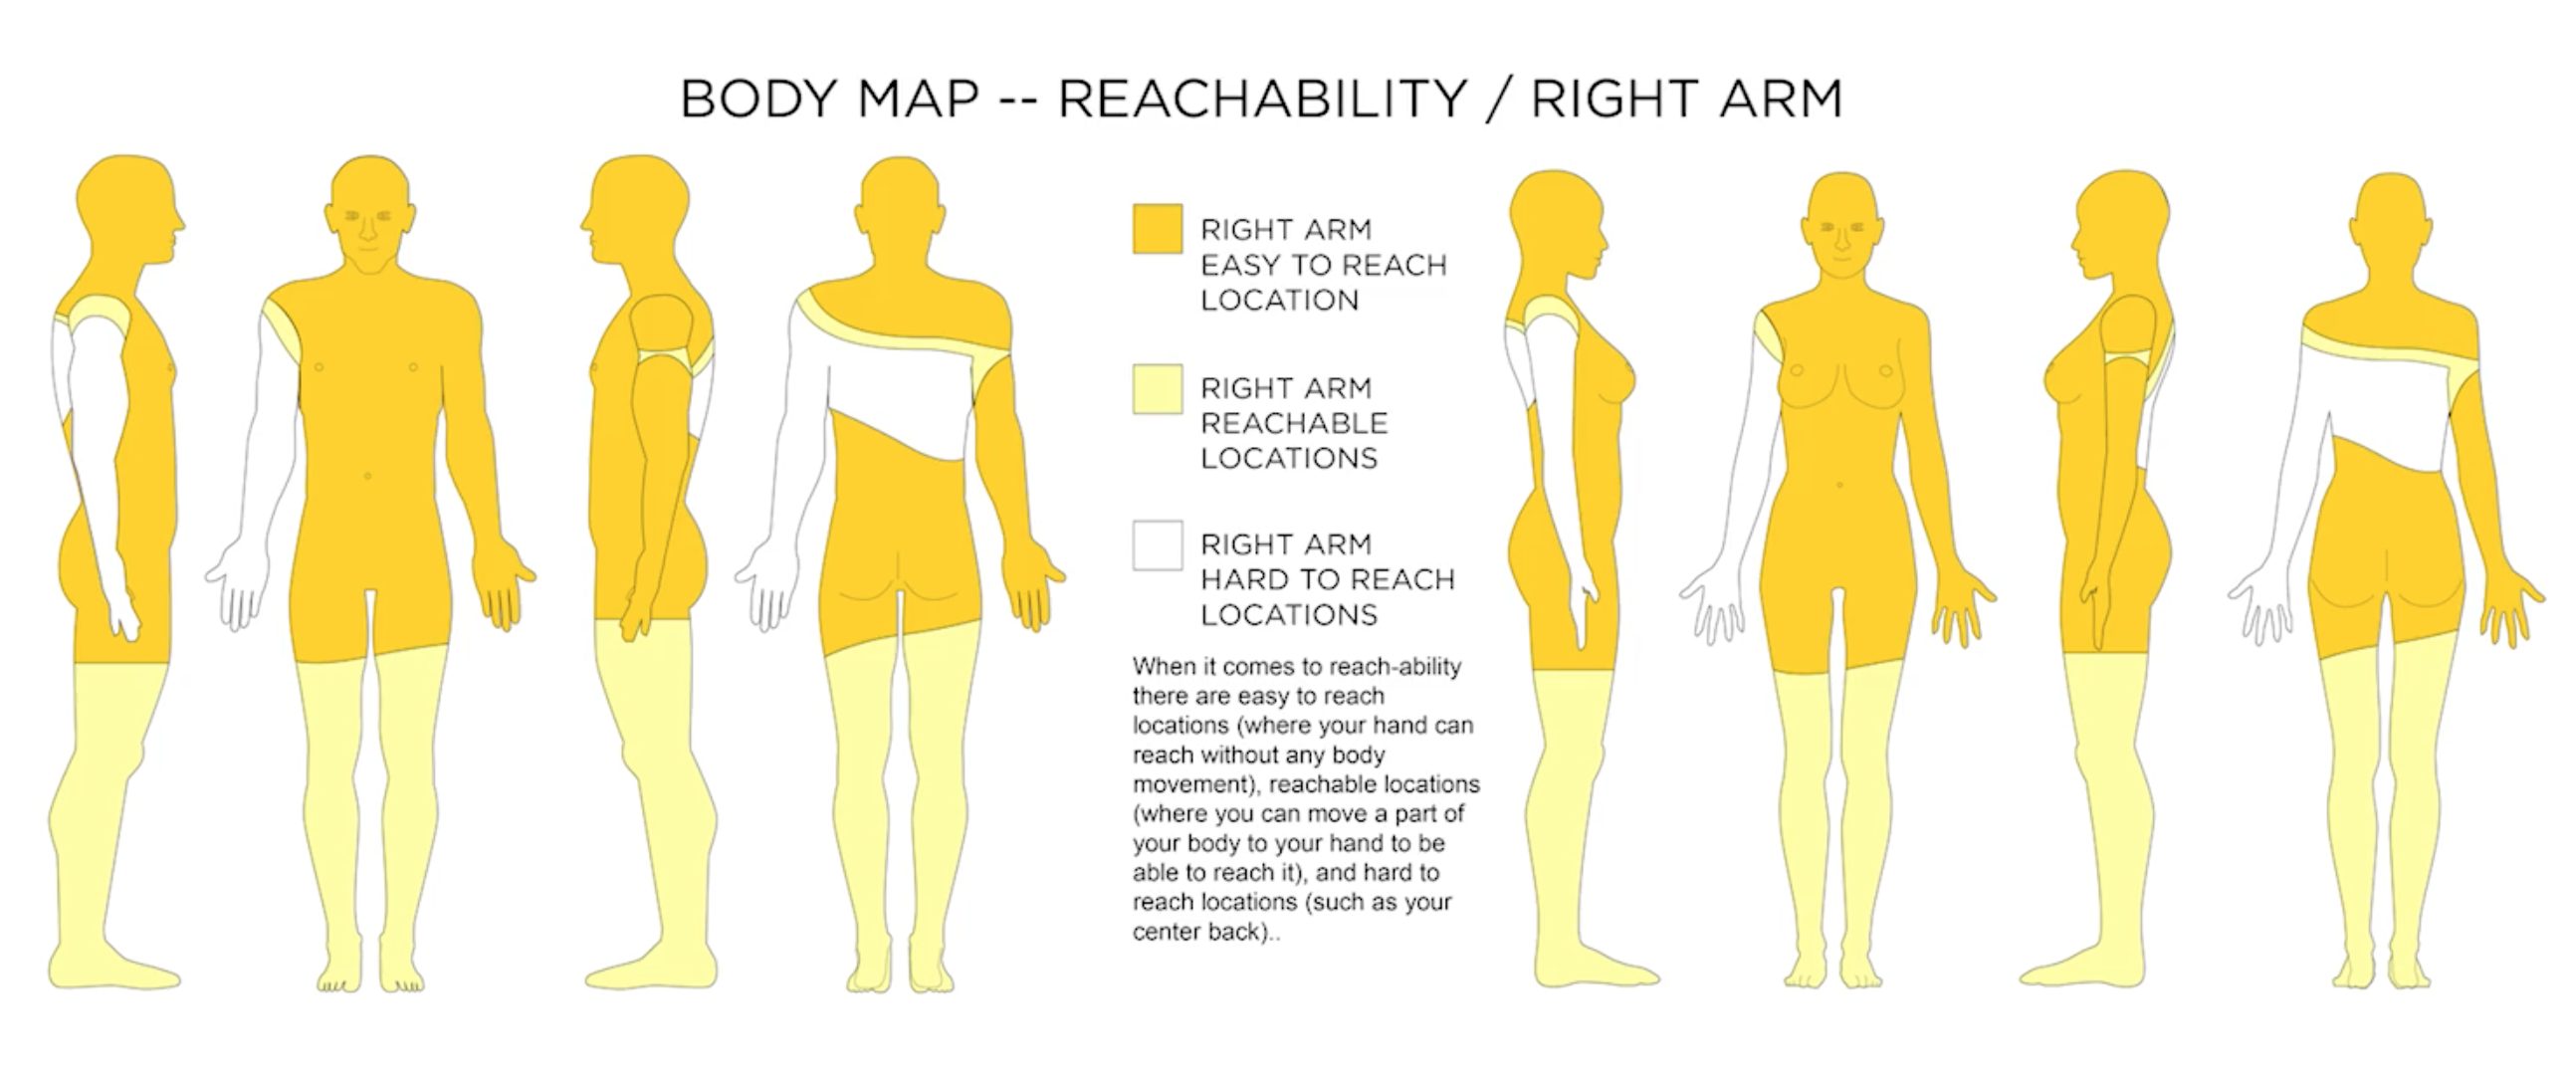 BODY MAP -- REACHABILITY / RIGHT ARM
RIGHT ARM
EASY TO REACH
LOCATION
RIGHT ARM
REACHABLE
LOCATIONS
RIGHT ARM
HARD TO REACH
LOCATIONS
When it comes to reach-ability
there are easy to reach
locations (where your hand can
reach without any body
movement), reachable locations
(where you can move a part of
your body to your hand to be
able to reach it), and hard to
reach locations (such as your
center back)..